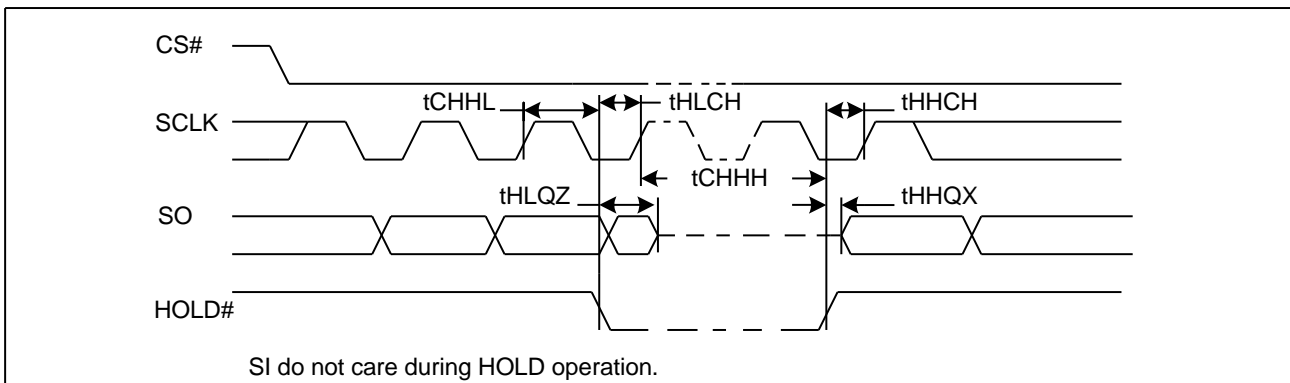 CS#
tCHHL
tHLCH
tHHCH
SCLK
tCHHH
tHLQZ
tHHQX
SO
HOLD#
SI do not care during HOLD operation.